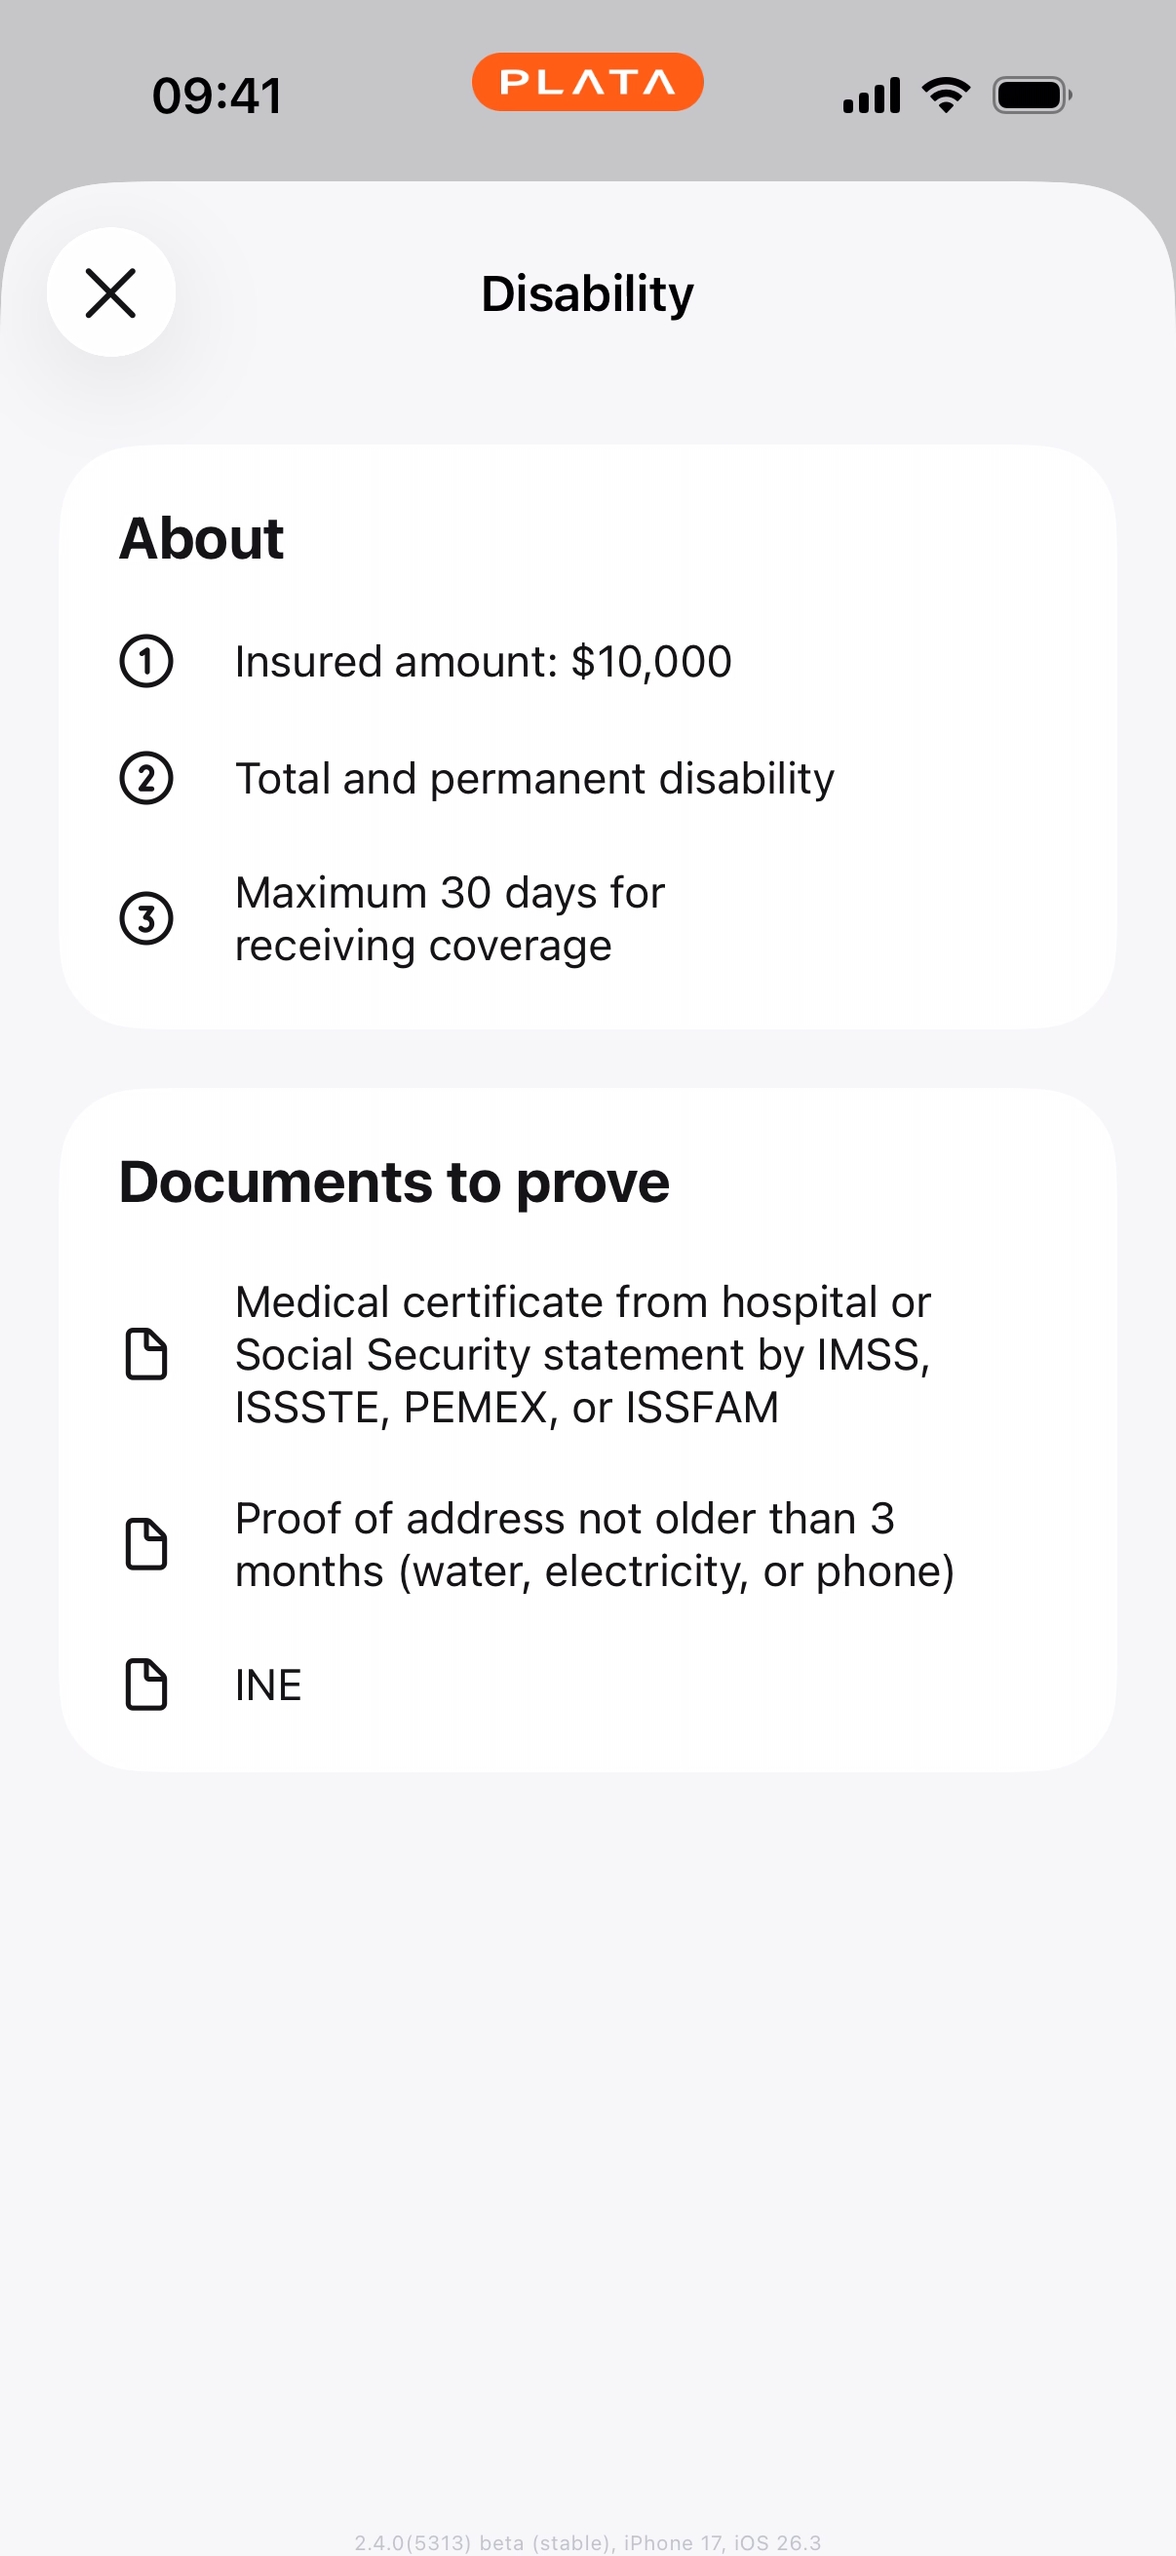 09:41
PLATA
Disability
About
1 Insured amount: $10,000
2 Total and permanent disability
3 Maximum 30 days for
receiving coverage
Documents to prove
Medical certificate from hospital or
Social Security statement by IMSS,
ISSSTE, PEMEX, or ISSFAM
Proof of address not older than 3
months (water, electricity, or phone)
INE
2.4.0(5313) beta (stable), iPhone 17, iOS 26.3